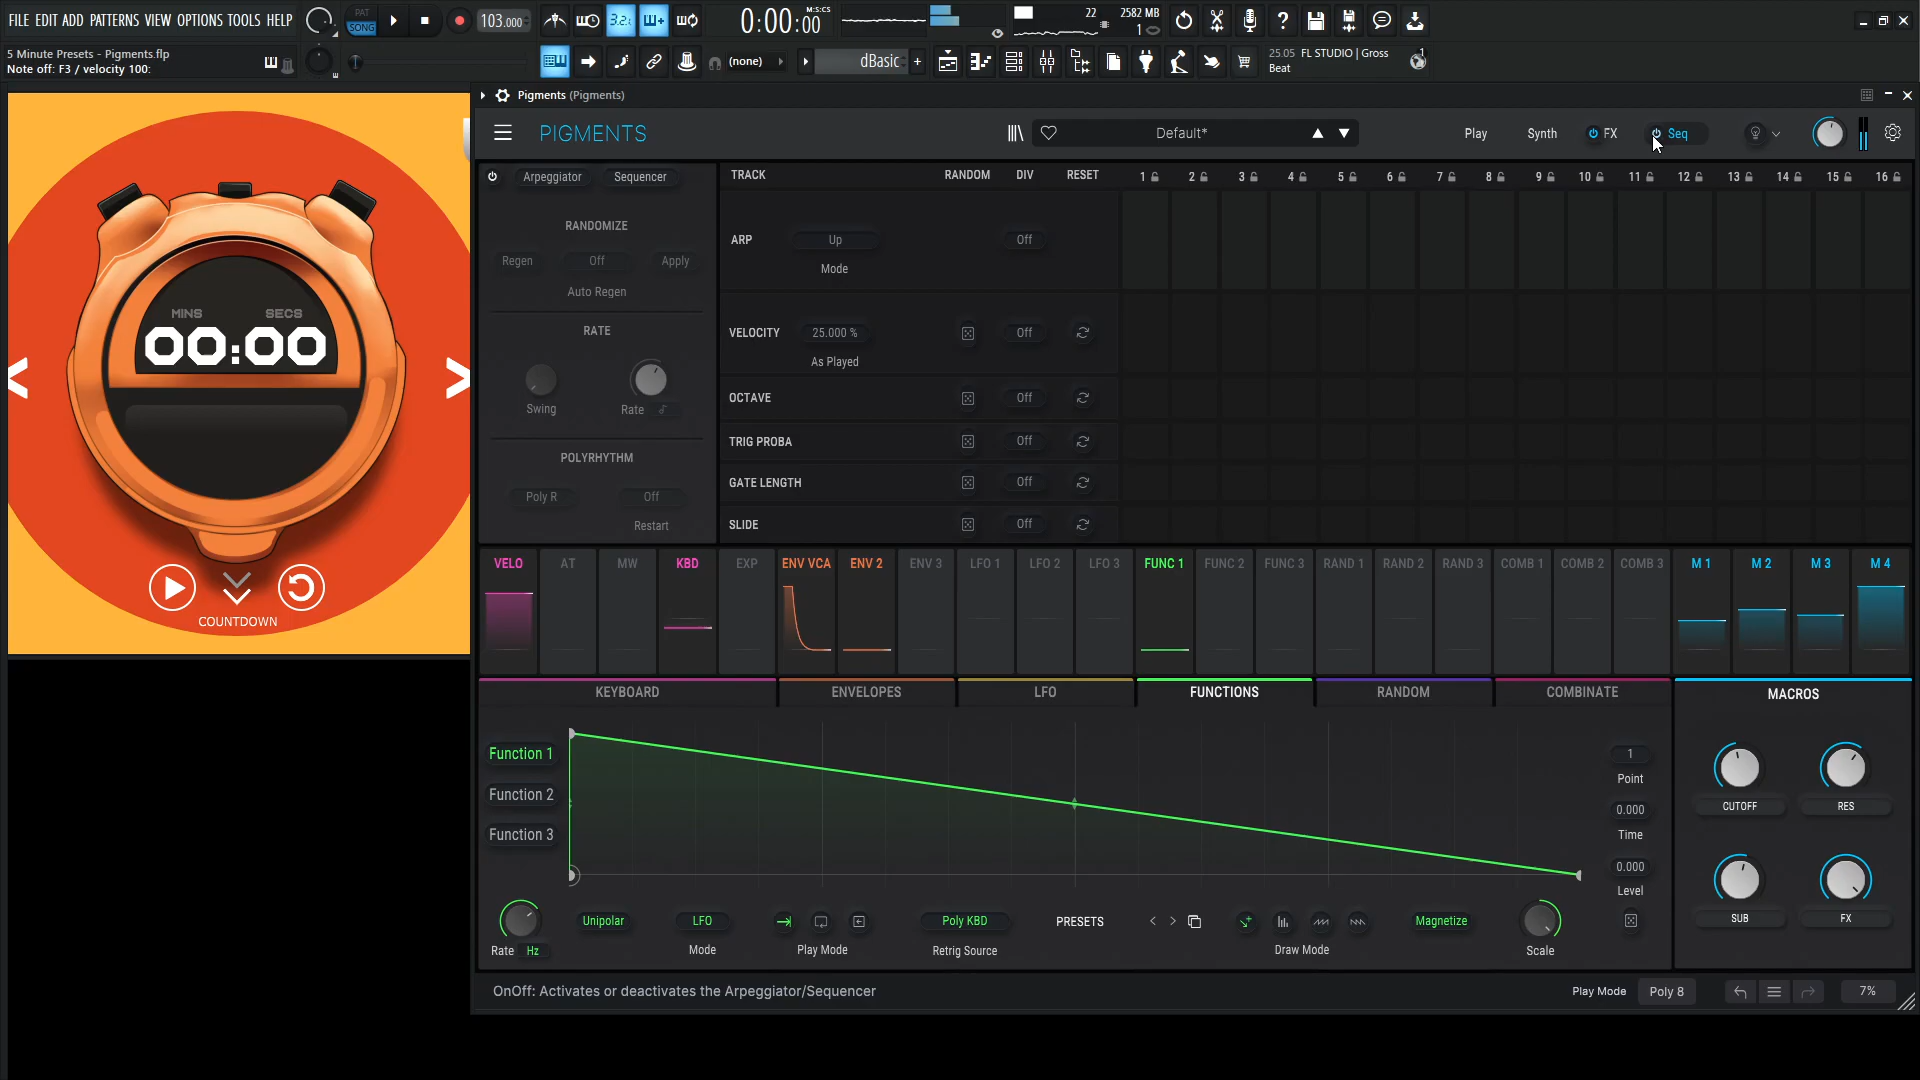 FILE EDIT ADD PATTERNS VIEW OPTIONS TOOLS HELP
PAT
SONG
103.000
3.2.
0:00:00
M:S:CS
22
2582 MB
1
5 Minute Presets - Pigments.flp
Note off: F3 / velocity 100:
(none)
dBasic
25.05 FL STUDIO | Gross
Beat
1
Pigments (Pigments)
PIGMENTS
Default*
Play
Synth
FX
Seq
Arpeggiator
Sequencer
RANDOMIZE
Regen
Off
Apply
Auto Regen
RATE
Swing
Rate
POLYRHYTHM
Poly R
Off
Restart
TRACK
RANDOM
DIV
RESET
1 2 3 4 5 6 7 8 9 10 11 12 13 14 15 16
ARP
Up
Off
Mode
VELOCITY
25.000 %
Off
As Played
OCTAVE
Off
TRIG PROBA
Off
GATE LENGTH
Off
SLIDE
Off
MINS
SECS
00:00
< >
COUNTDOWN
VELO
AT
MW
KBD
EXP
ENV VCA
ENV 2
ENV 3
LFO 1
LFO 2
LFO 3
FUNC 1
FUNC 2
FUNC 3
RAND 1
RAND 2
RAND 3
COMB 1
COMB 2
COMB 3
M 1
M 2
M 3
M 4
KEYBOARD
ENVELOPES
LFO
FUNCTIONS
RANDOM
COMBINATE
MACROS
Function 1
Function 2
Function 3
1
Point
0.000
Time
0.000
Level
CUTOFF
RES
SUB
FX
Rate
Hz
Unipolar
LFO
Mode
Play Mode
Poly KBD
Retrig Source
PRESETS
Draw Mode
Magnetize
Scale
OnOff: Activates or deactivates the Arpeggiator/Sequencer
Play Mode
Poly 8
7%